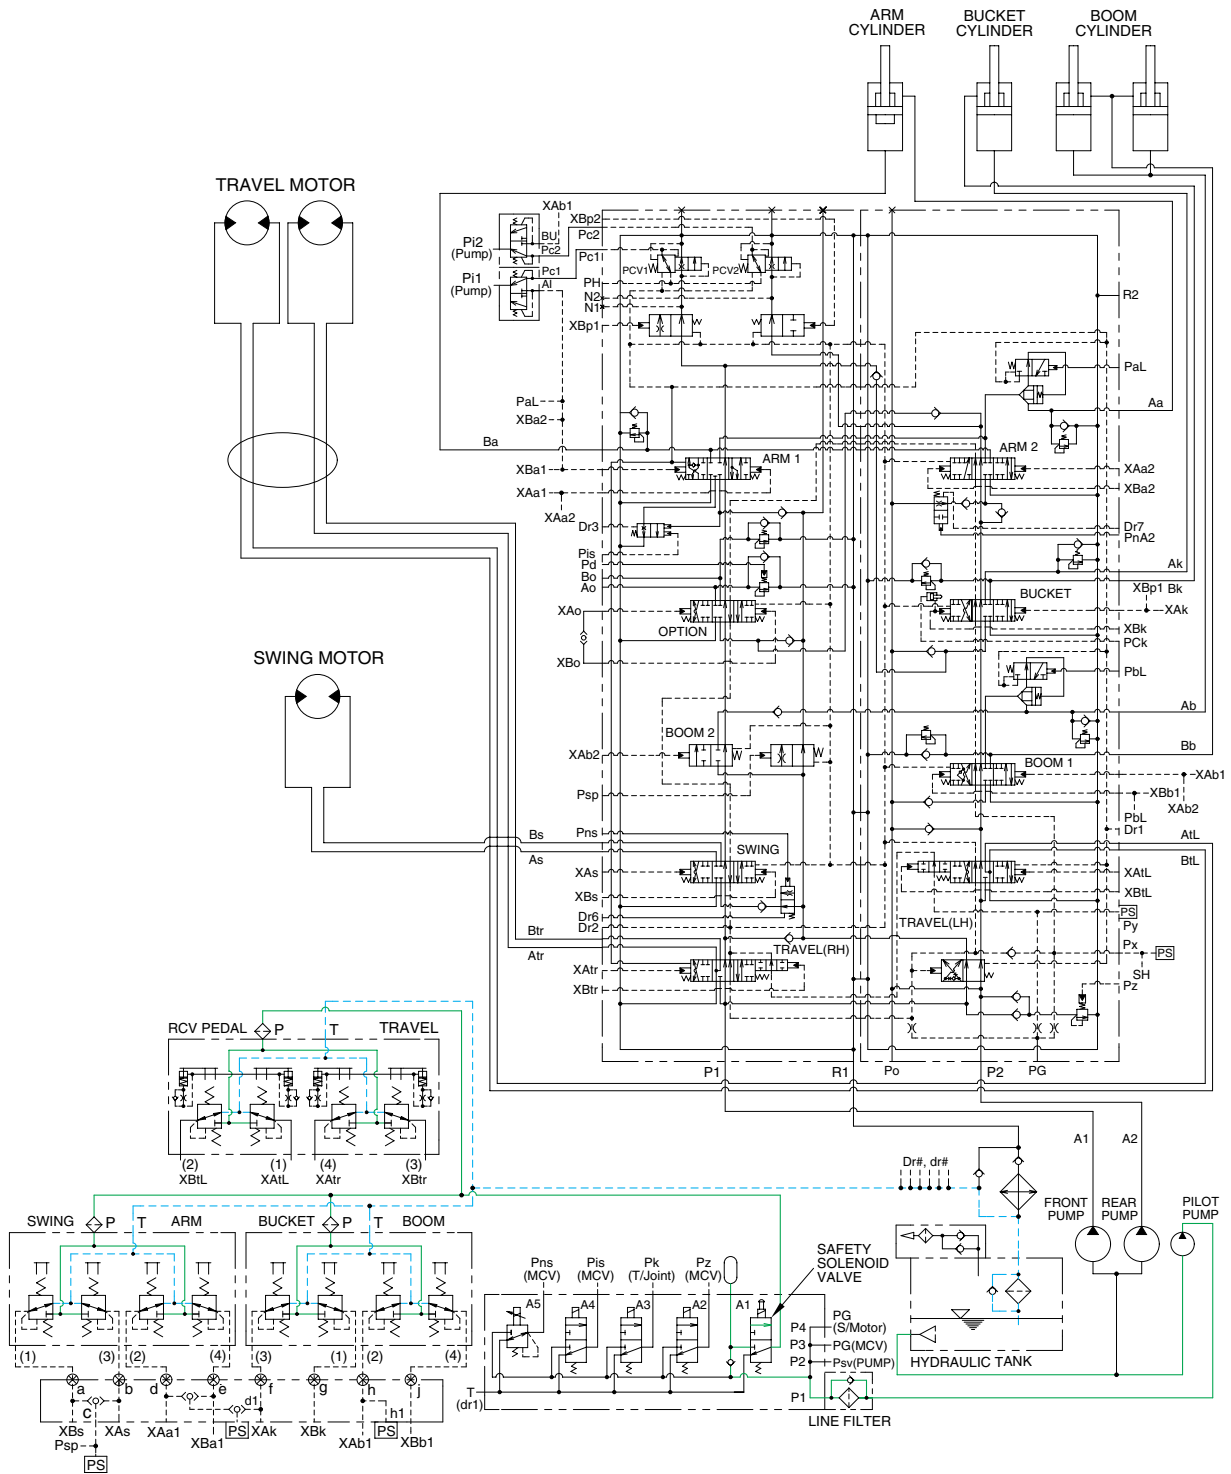 ARM
CYLINDER
BUCKET
CYLINDER
BOOM
CYLINDER
TRAVEL MOTOR
XAb1
BU
Pc2
Pi2
(Pump)
Pc1
AI
Pi1
(Pump)
XBp2
Pc2
Pc1
PCV1
PCV2
PH
N2
N1
XBp1
R2
PaL
Aa
PaL
XBa2
Ba
ARM 1
ARM 2
XBa1
XAa1
XAa2
XAa2
XBa2
Dr3
Dr7
PnA2
Pis
Pd
Bo
Ao
Ak
XBp1 Bk
XAo
OPTION
BUCKET
XAk
XBk
PCk
XBo
SWING MOTOR
PbL
Ab
BOOM 2
Bb
XAb2
BOOM 1
XAb1
XBb1
XAb2
Psp
PbL
Dr1
Pns
Bs
As
SWING
AtL
BtL
XAs
XAtL
XBs
XBtL
Dr6
Dr2
TRAVEL(LH)
PS
Py
Btr
Atr
TRAVEL(RH)
Px
PS
XAtr
SH
XBtr
Pz
RCV PEDAL
P
T
TRAVEL
P1
R1
Po
P2
PG
(2)
XBtL
(1)
XAtL
(4)
XAtr
(3)
XBtr
A1
A2
Dr#, dr#
FRONT
PUMP
REAR
PUMP
PILOT
PUMP
SWING
P
T
ARM
BUCKET
P
T
BOOM
SAFETY
SOLENOID
VALVE
Pns
(MCV)
Pis
(MCV)
Pk
(T/Joint)
Pz
(MCV)
A5
A4
A3
A2
A1
P4
PG
(S/Motor)
P3
PG(MCV)
P2
Psv(PUMP)
P1
T
(dr1)
LINE FILTER
HYDRAULIC TANK
(1)
(3)
(2)
(4)
(3)
(1)
(2)
(4)
a
b
d
e
f
g
h
j
c
d1
h1
XBs
XAs
XAa1
XBa1
PS
XAk
XBk
XAb1
PS
XBb1
Psp
PS